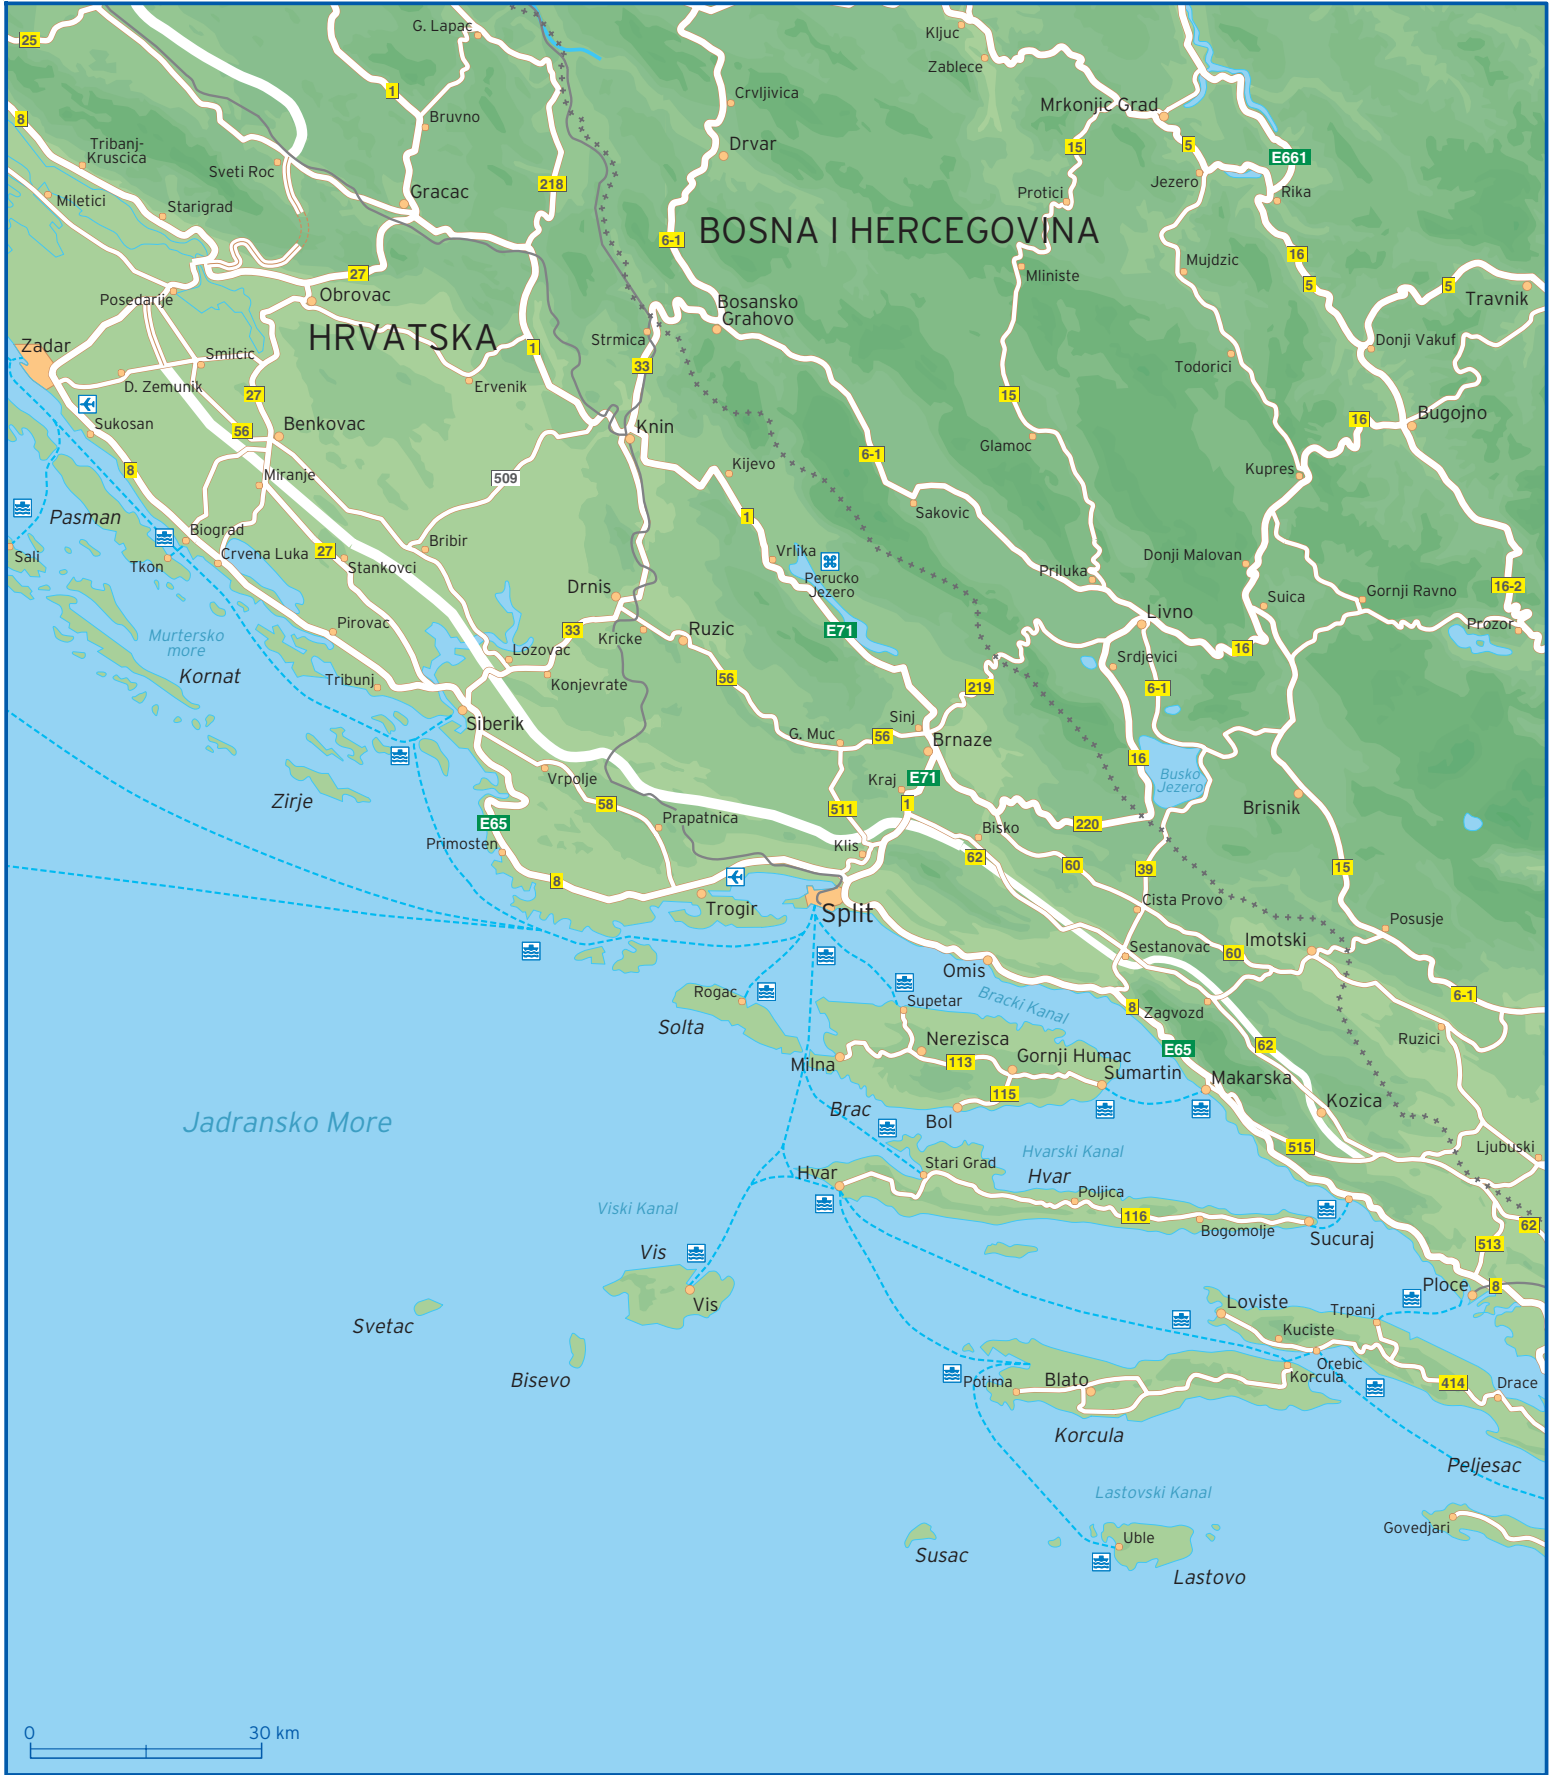 G. Lapac
Kljuc
25
Zablece
1
Crvljivica
Mrkonjic Grad
8
Bruvno
Tribanj-
Kruscica
Drvar
15
5
E661
Sveti Roc
218
Jezero
Miletici
Gracac
Protici
Rika
Starigrad
6-1
BOSNA I HERCEGOVINA
16
27
Mliniste
Mujdzic
5
5
Posedarije
Obrovac
Bosansko
Grahovo
Travnik
HRVATSKA
Strmica
Donji Vakuf
Zadar
1
Smilcic
33
Todorici
D. Zemunik
Ervenik
27
15
Sukosan
56
Benkovac
Knin
16
Bugojno
Glamoc
6-1
8
Miranje
509
Kijevo
Kupres
Pasman
1
Sakovic
Biograd
Sali
Crvena Luka
27
Bribir
Vrlika
Donji Malovan
Tkon
Stankovci
Perucko
Jezero
Priluka
Drnis
Suica
Gornji Ravno
16-2
Livno
Pirovac
33
Kricke
Ruzic
E71
Prozor
Murtersko
more
16
Lozovac
Srdjevici
Kornat
Tribunj
Konjevrate
56
219
6-1
Siberik
Sinj
G. Muc
56
Brnaze
16
Vrpolje
Kraj
E71
Busko
Jezero
Zirje
58
511
1
Brisnik
E65
Prapatnica
220
Bisko
Primosten
Klis
62
60
39
15
8
Trogir
Split
Cista Provo
Posusje
Sestanovac
Imotski
60
Omis
Rogac
Supetar
Bracki Kanal
8
Zagvozd
6-1
Solta
Nerezisca
E65
62
Ruzici
Milna
113
Gornji Humac
Sumartin
Makarska
115
Kozica
Jadransko More
Brac
Bol
515
Ljubuski
Hvarski Kanal
Hvar
Stari Grad
Hvar
Poljica
Viski Kanal
116
62
Bogomolje
Sucuraj
513
Vis
Ploce
8
Vis
Loviste
Trpanj
Svetac
Kuciste
Orebic
Bisevo
Potima
Blato
Korcula
414
Drace
Korcula
Peljesac
Lastovski Kanal
Govedjari
Uble
Susac
Lastovo
0
30 km